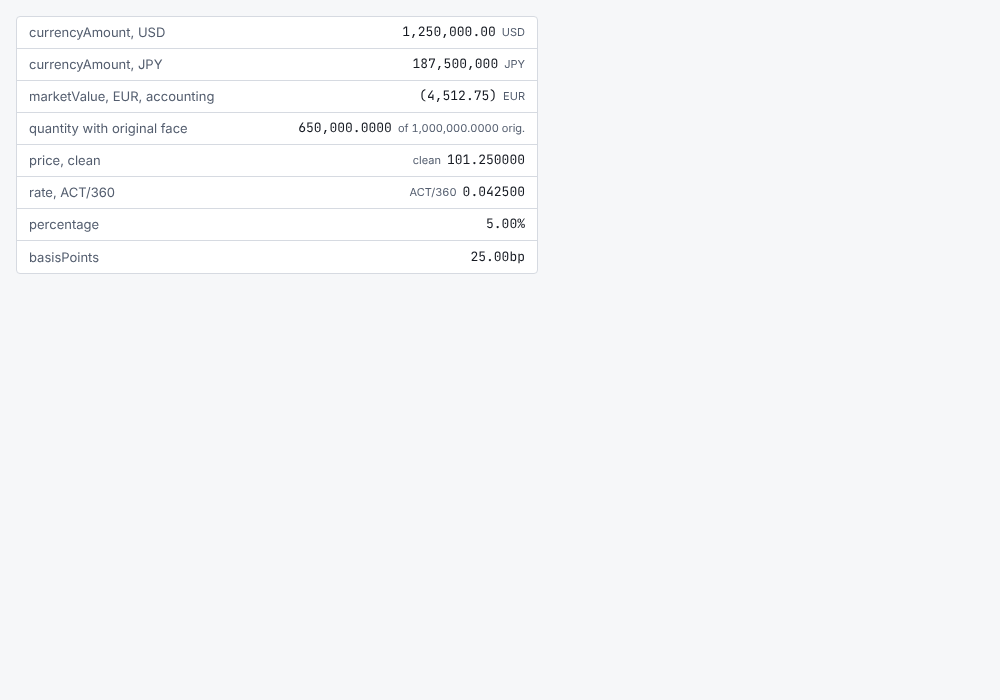 currencyAmount, USD 1,250,000.00 USD
currencyAmount, JPY 187,500,000 JPY
marketValue, EUR, accounting (4,512.75) EUR
quantity with original face 650,000.0000 of 1,000,000.0000 orig.
price, clean clean 101.250000
rate, ACT/360 ACT/360 0.042500
percentage 5.00%
basisPoints 25.00bp